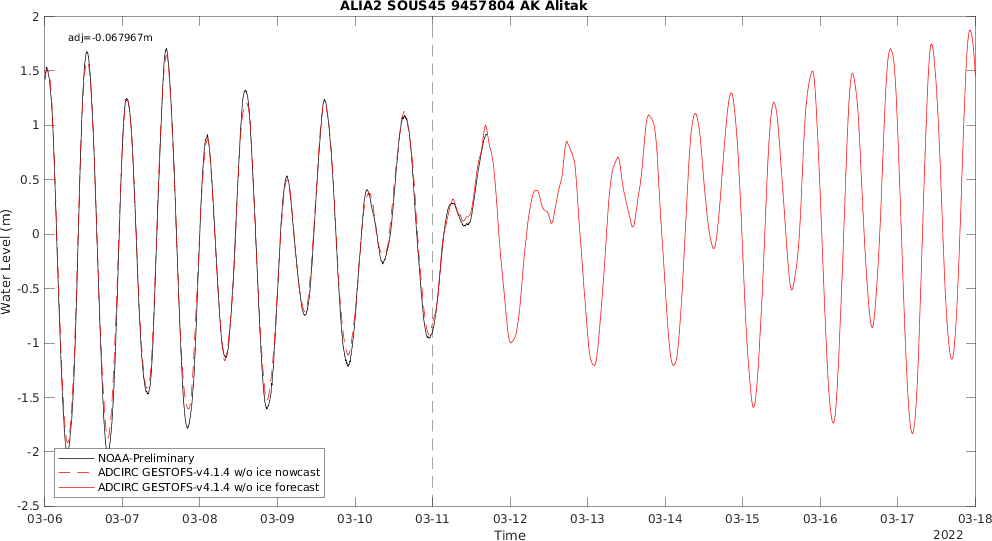 ALIA2 SOUS45 9457804 AK Alitak
adj=-0.067967m
2
1.5
1
0.5
0
-0.5
-1
-1.5
-2
-2.5
Water Level (m)
NOAA-Preliminary
ADCIRC GESTOFS-v4.1.4 w/o ice nowcast
ADCIRC GESTOFS-v4.1.4 w/o ice forecast
03-06 03-07 03-08 03-09 03-10 03-11 03-12 03-13 03-14 03-15 03-16 03-17 03-18
Time
2022